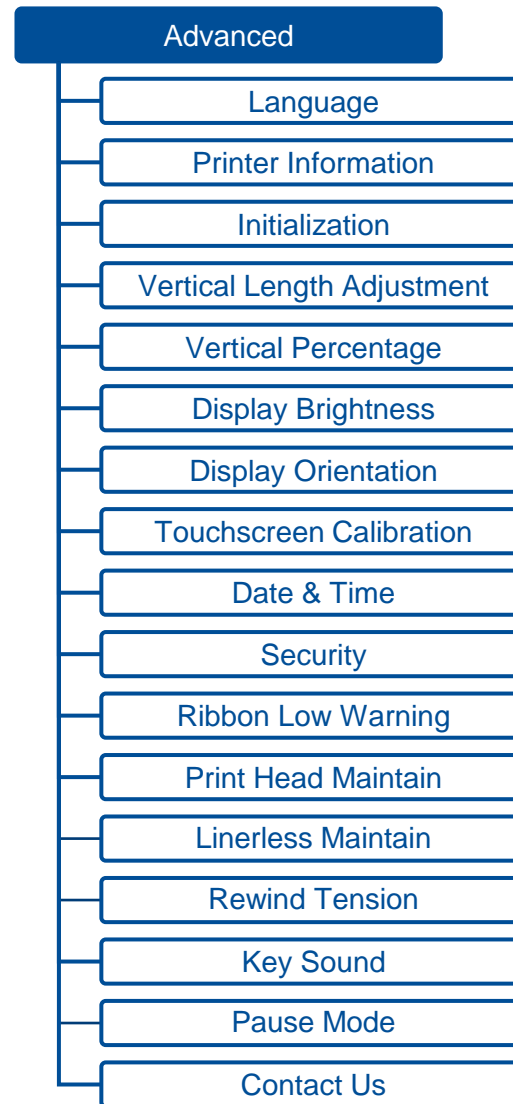 Advanced
Language
Printer Information
Initialization
Vertical Length Adjustment
Vertical Percentage
Display Brightness
Display Orientation
Touchscreen Calibration
Date & Time
Security
Ribbon Low Warning
Print Head Maintain
Linerless Maintain
Rewind Tension
Key Sound
Pause Mode
Contact Us